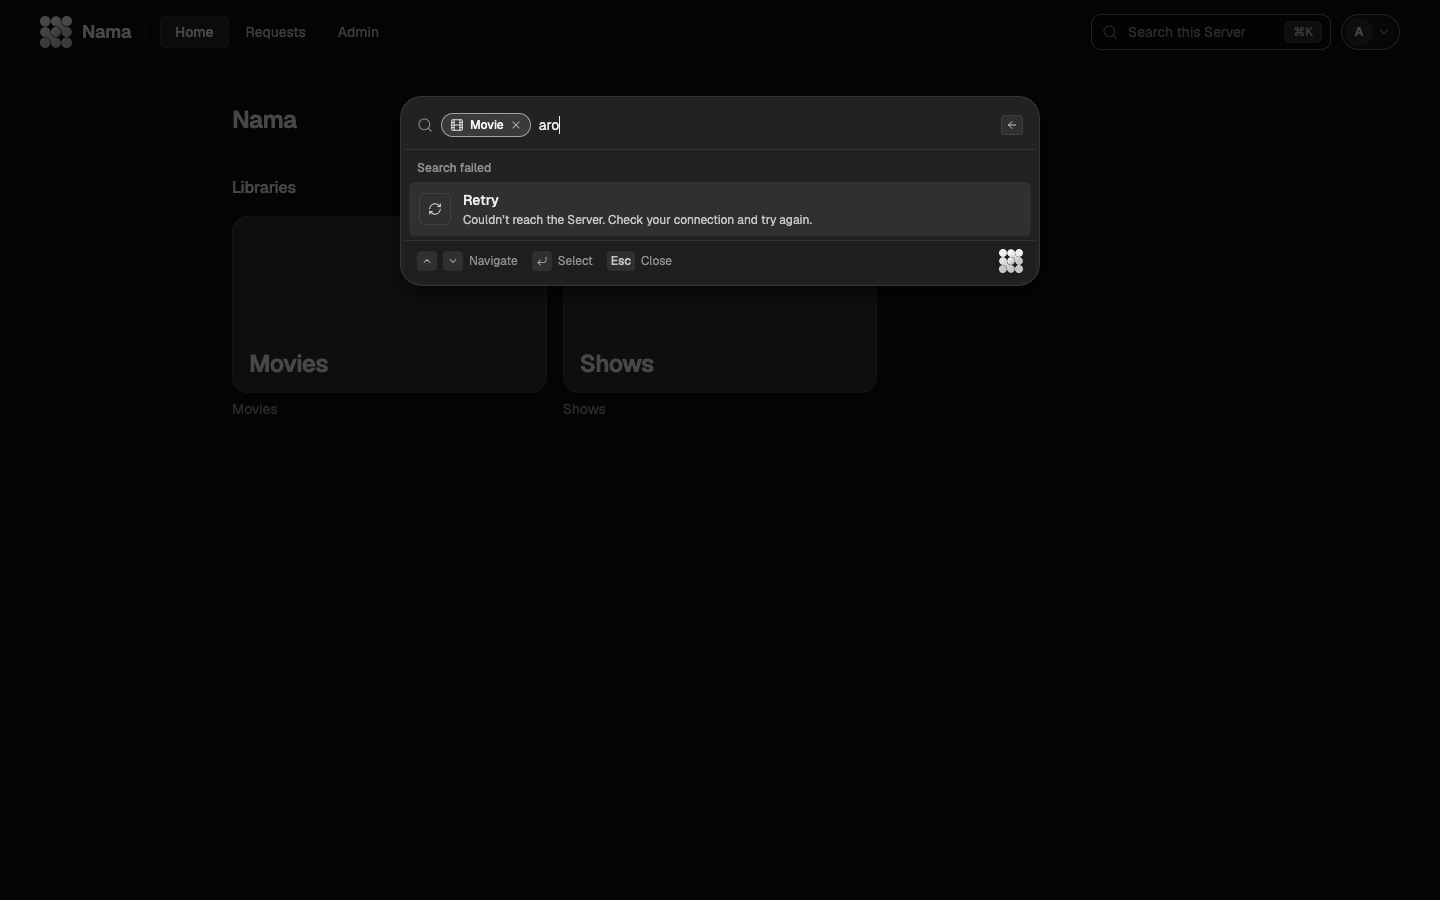 Nama
Home
Requests
Admin
Search this Server
⌘K
A
Nama
Movie
aro
Search failed
Retry
Couldn't reach the Server. Check your connection and try again.
Navigate
Select
Esc
Close
Libraries
Movies
Shows
Movies
Shows